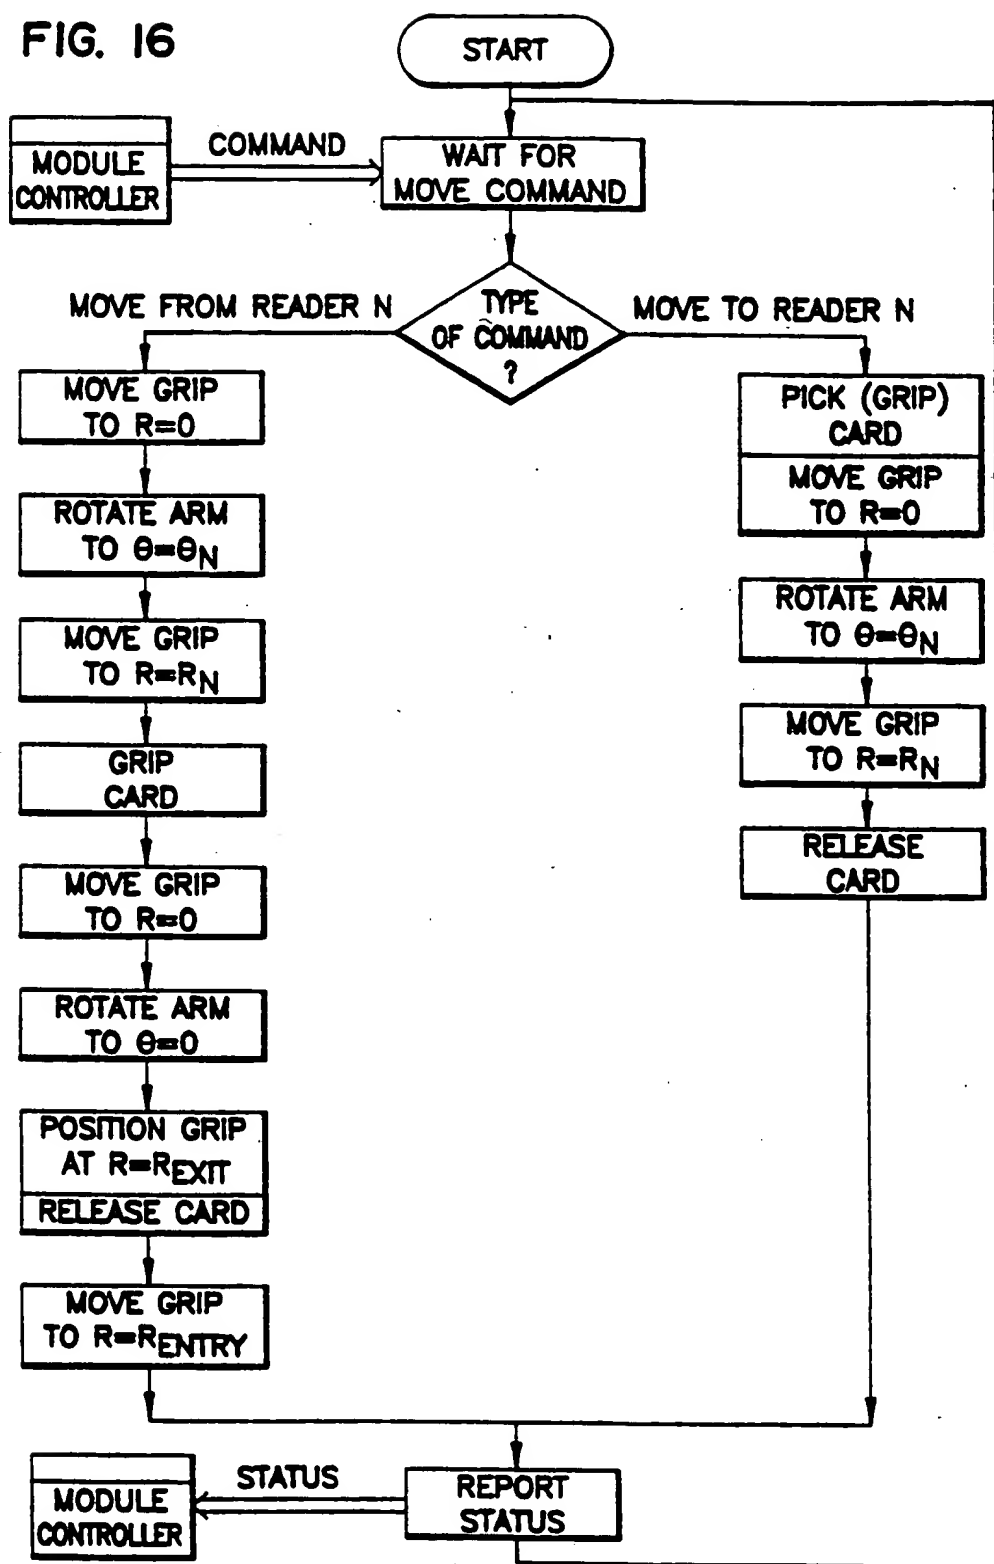 FIG. 16
START
COMMAND
MODULE
CONTROLLER
WAIT FOR
MOVE COMMAND
MOVE FROM READER N
TYPE
OF COMMAND
?
MOVE TO READER N
MOVE GRIP
TO R=0
ROTATE ARM
TO θ=θN
MOVE GRIP
TO R=RN
GRIP
CARD
MOVE GRIP
TO R=0
ROTATE ARM
TO θ=0
POSITION GRIP
AT R=REXIT
RELEASE CARD
MOVE GRIP
TO R=RENTRY
PICK (GRIP)
CARD
MOVE GRIP
TO R=0
ROTATE ARM
TO θ=θN
MOVE GRIP
TO R=RN
RELEASE
CARD
STATUS
MODULE
CONTROLLER
REPORT
STATUS